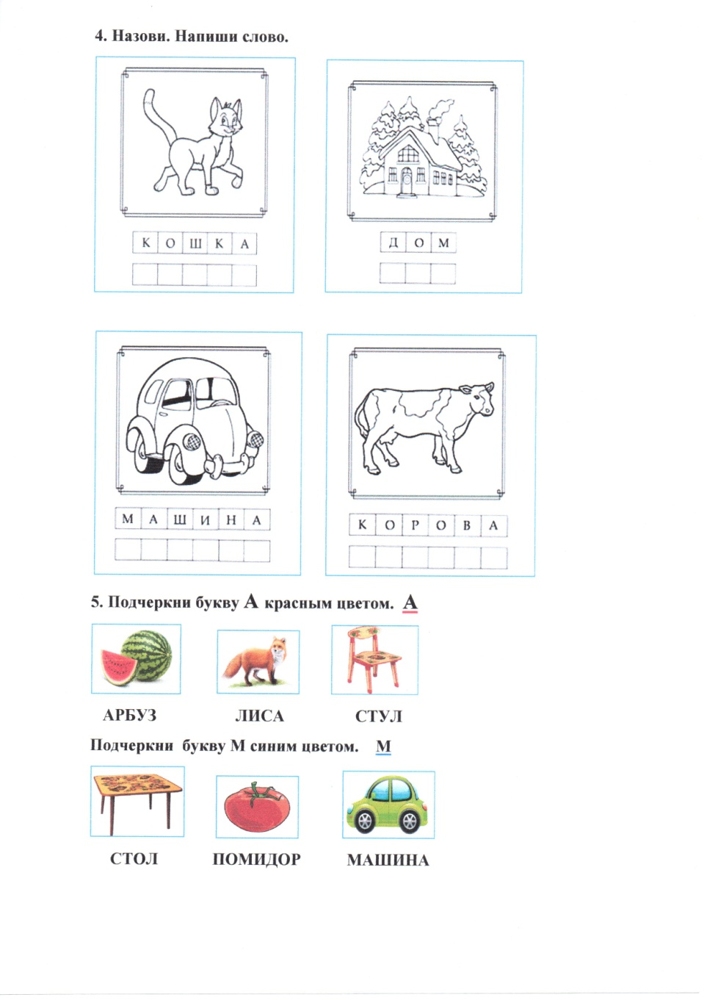 4. Назови. Напиши слово.
К О Ш К А
Д О М
М А Ш И Н А
К О Р О В А
5. Подчеркни букву А красным цветом. А
АРБУЗ ЛИСА СТУЛ
Подчеркни букву М синим цветом. М
СТОЛ ПОМИДОР МАШИНА